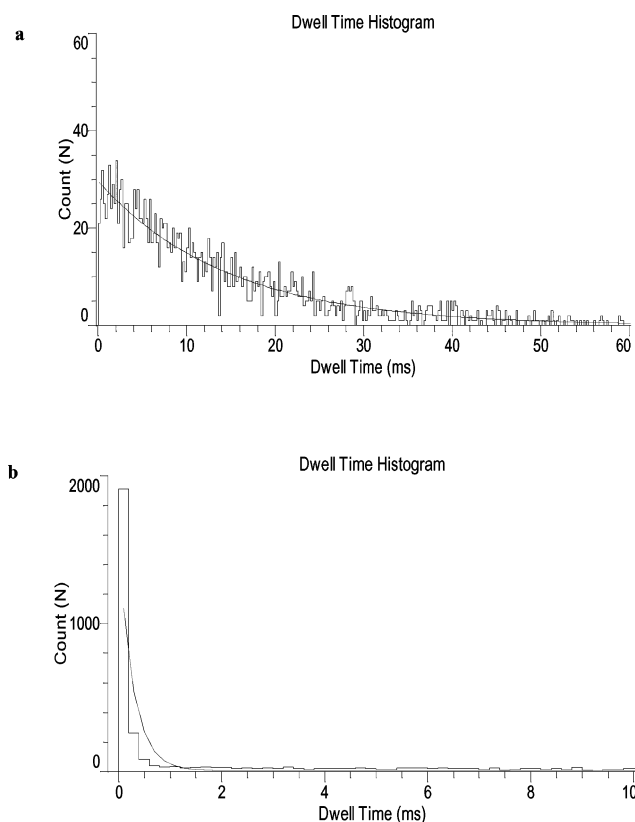 a
Dwell Time Histogram
60
40
20
0
Count (N)
0 10 20 30 40 50 60
Dwell Time (ms)
b
Dwell Time Histogram
2000
1000
0
Count (N)
0 2 4 6 8 10
Dwell Time (ms)